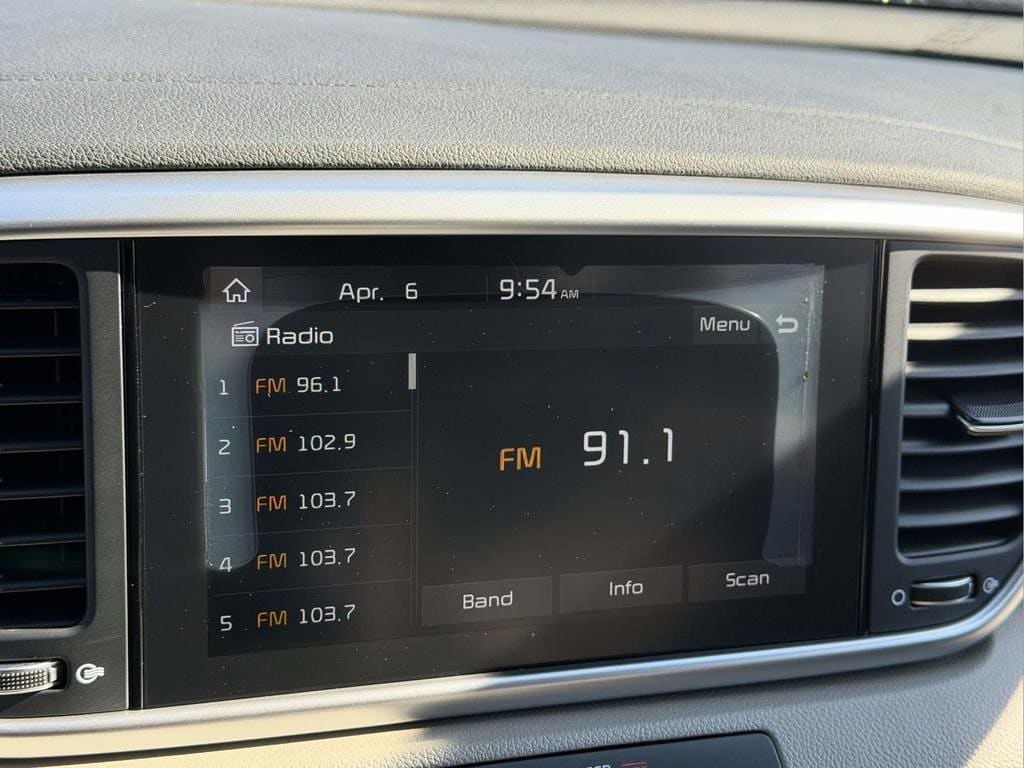 Apr. 6 9:54 AM
Radio Menu
1 FM 96.1
2 FM 102.9
FM 91.1
3 FM 103.7
4 FM 103.7
5 FM 103.7
Band Info Scan